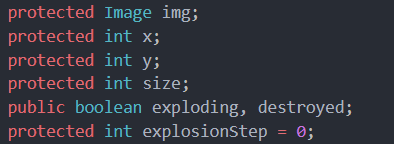 protected Image img;
protected int x;
protected int y;
protected int size;
public boolean exploding, destroyed;
protected int explosionStep = 0;